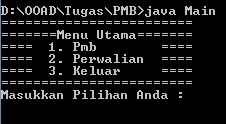 D:\OOAD\Tugas\PMB>java Main
=====================
=======Menu Utama=======
====  1. Pmb        ====
====  2. Perwalian  ====
====  3. Keluar     ====
=====================
Masukkan Pilihan Anda :